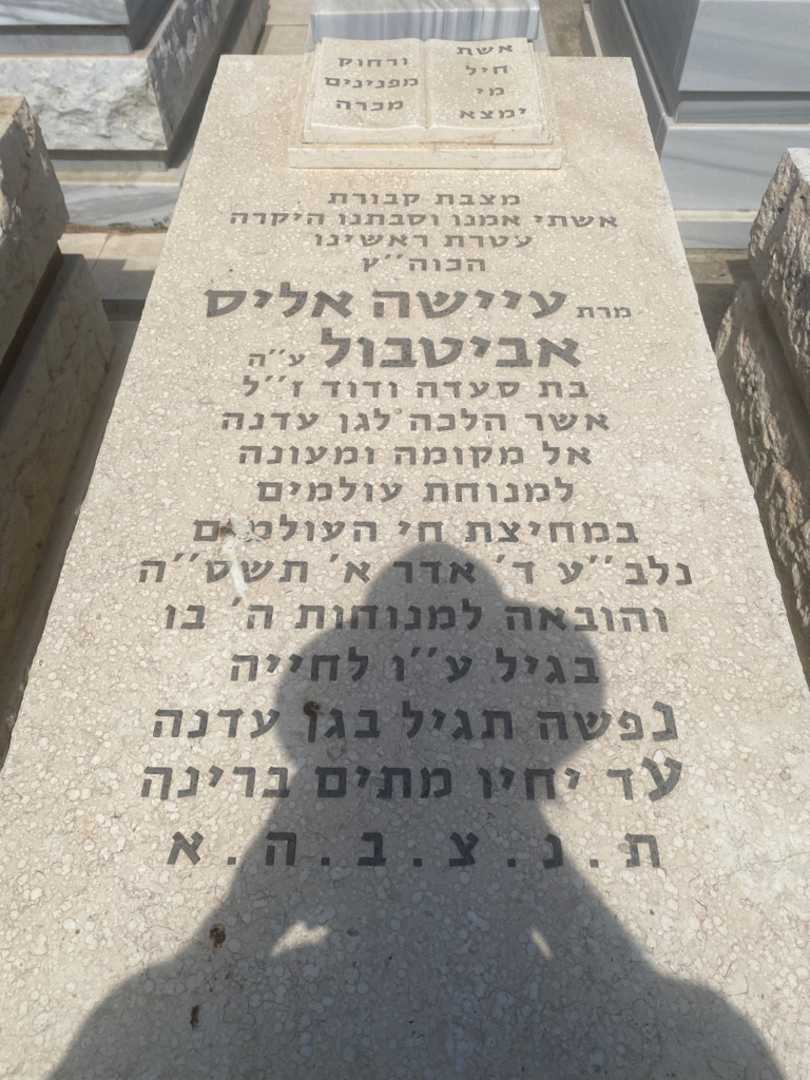 אשת
חיל
מי
ימצא
ורחוק
מפנינים
מכרה
מצבת קבורת
אשתי אמנו וסבתנו היקרה
עטרת ראשינו
הכוה''ץ
מרת עיישה אליס
אביטבול ע''ה
בת סעדה ודוד ז''ל
אשר הלכה לגן עדנה
אל מקומה ומעונה
למנוחת עולמים
במחיצת חי העולמים
נלב''ע ד' אדר א' תשס''ה
והובאה למנוחות ה' בו
בגיל ע''ו לחייה
נפשה תגיל בגן עדנה
עד יחיו מתים ברינה
ת.נ.צ.ב.ה.א